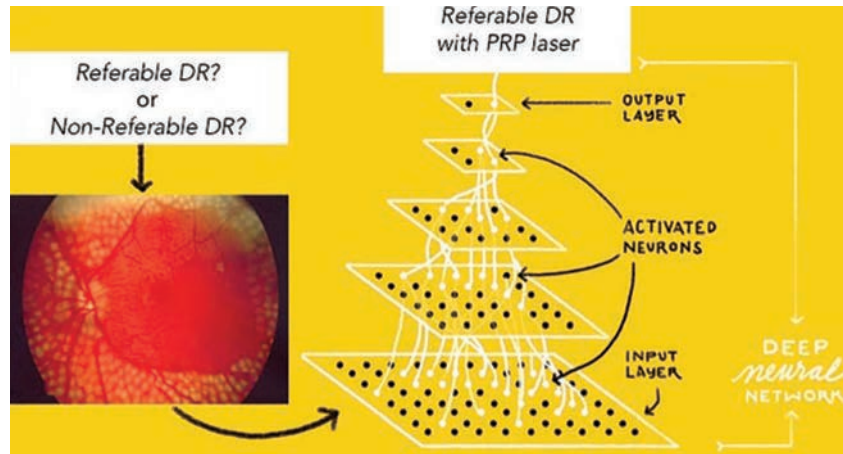 Referable DR?
or
Non-Referable DR?
Referable DR
with PRP laser
OUTPUT
LAYER
ACTIVATED
NEURONS
INPUT
LAYER
DEEP
neural
NETWORK